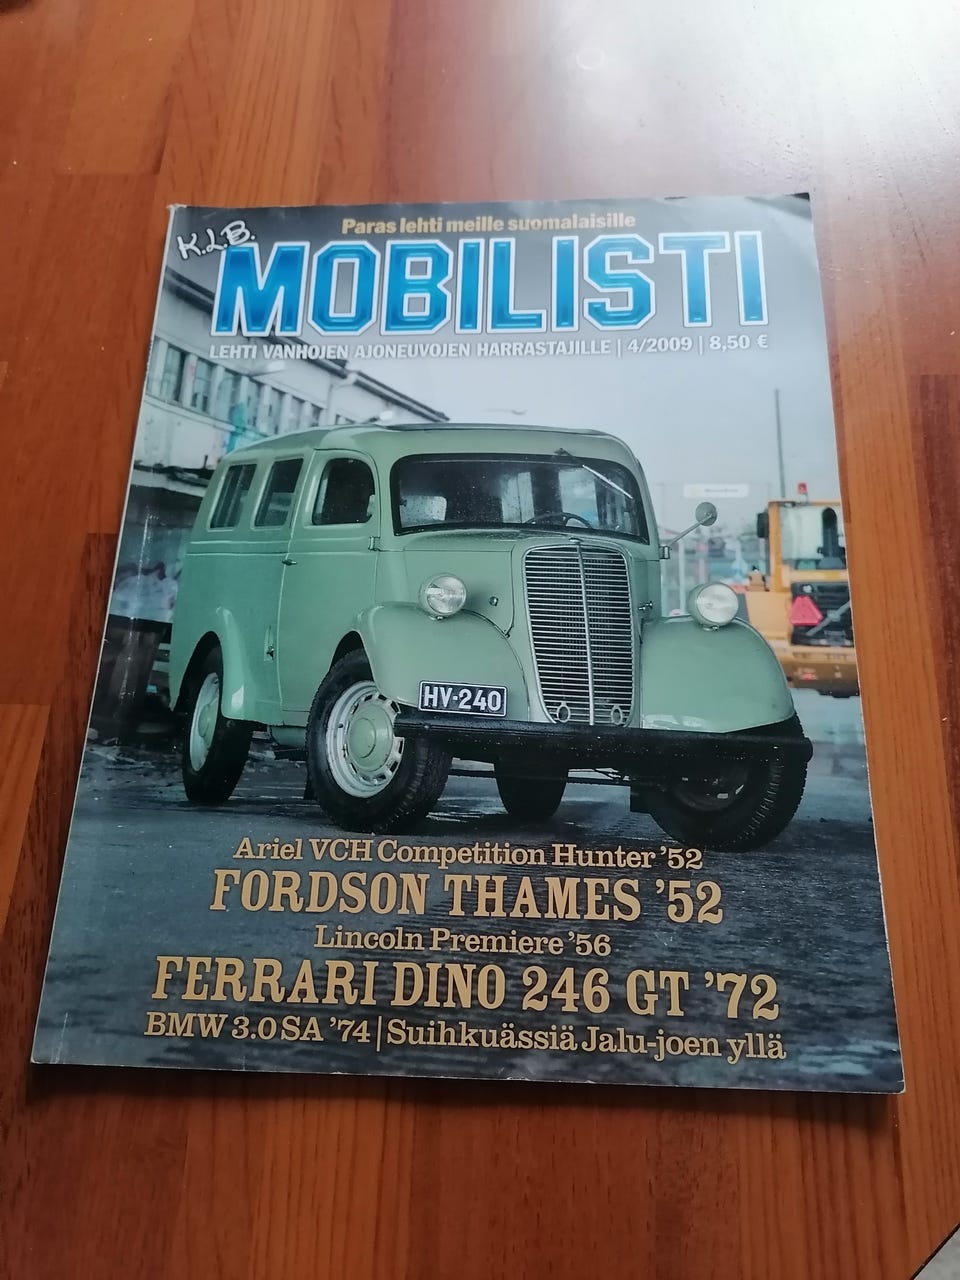 Paras lehti meille suomalaisille
K.L.B.
MOBILISTI
LEHTI VANHOJEN AJONEUVOJEN HARRASTAJILLE | 4/2009 | 8,50 €
HV-240
Ariel VCH Competition Hunter '52
FORDSON THAMES '52
Lincoln Premiere '56
FERRARI DINO 246 GT '72
BMW 3.0 SA '74 | Suihkuässiä Jalu-joen yllä